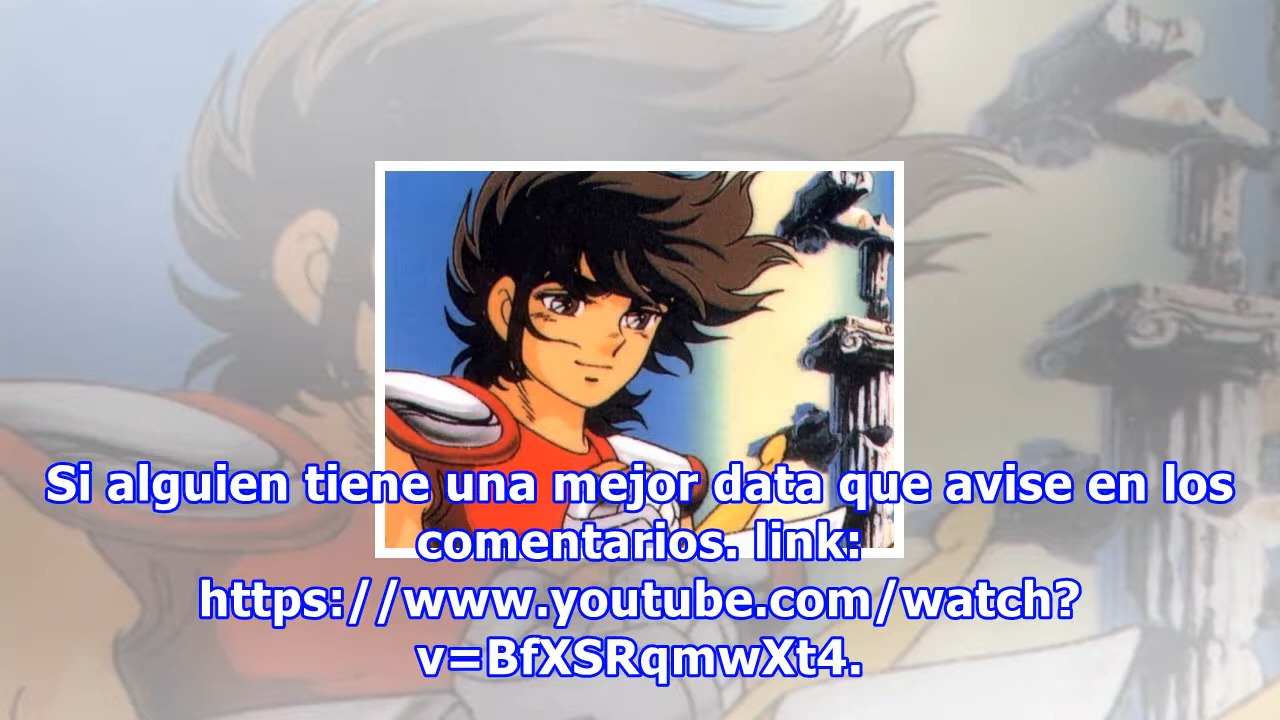 Si alguien tiene una mejor data que avise en los
comentarios. link:
https://www.youtube.com/watch?
v=BfXSRqmwXt4.